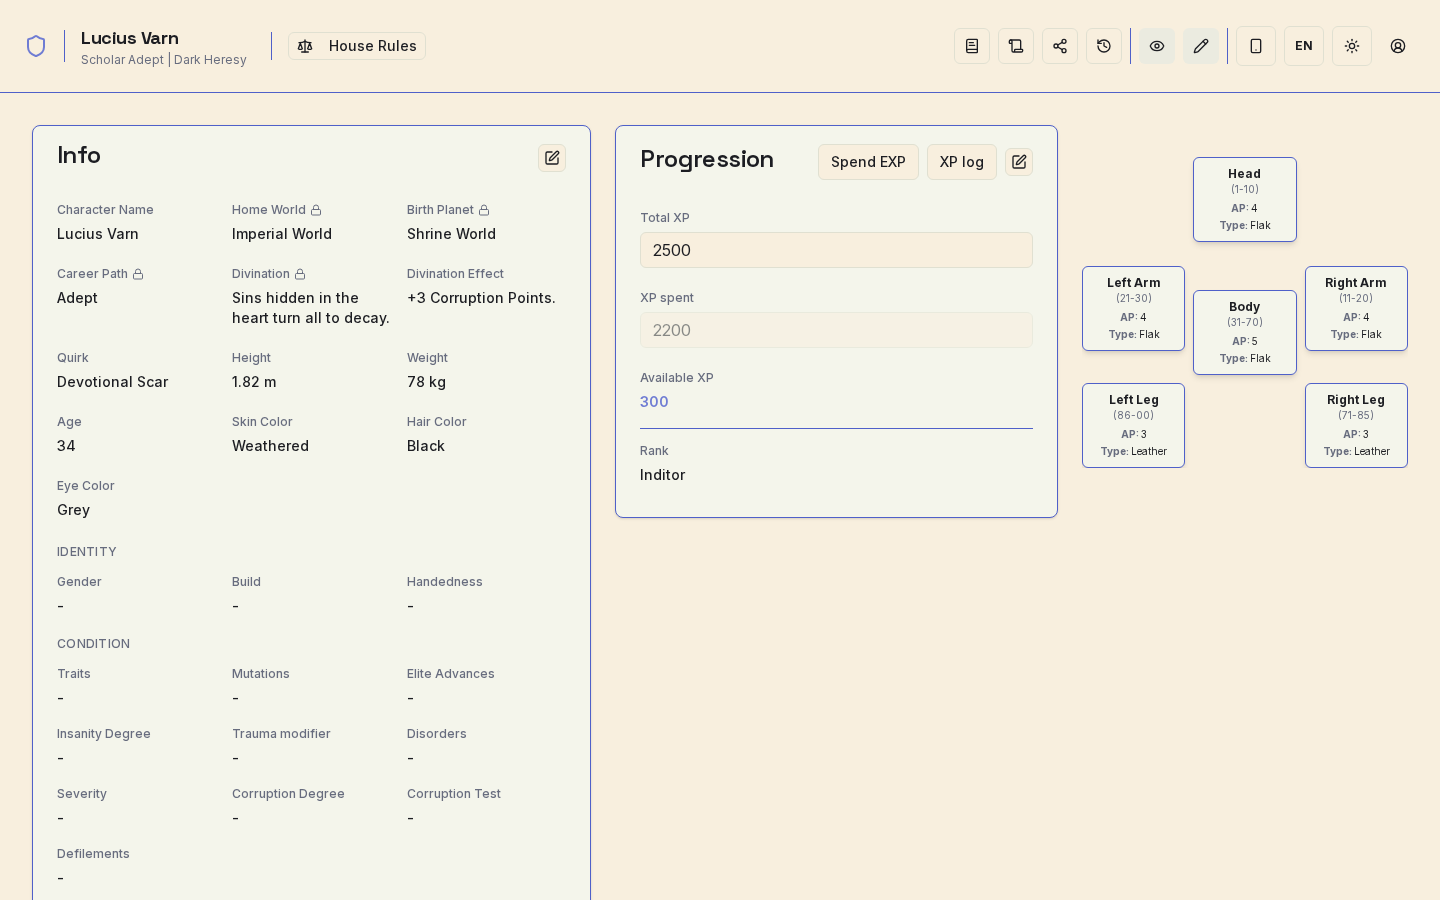 Lucius Varn
Scholar Adept | Dark Heresy
House Rules
EN
Info
Character Name
Lucius Varn
Home World
Imperial World
Birth Planet
Shrine World
Career Path
Adept
Divination
Sins hidden in the
heart turn all to decay.
Divination Effect
+3 Corruption Points.
Quirk
Devotional Scar
Height
1.82 m
Weight
78 kg
Age
34
Skin Color
Weathered
Hair Color
Black
Eye Color
Grey
IDENTITY
Gender
-
Build
-
Handedness
-
CONDITION
Traits
-
Mutations
-
Elite Advances
-
Insanity Degree
-
Trauma modifier
-
Disorders
-
Severity
-
Corruption Degree
-
Corruption Test
-
Defilements
-
Progression
Spend EXP
XP log
Total XP
2500
XP spent
2200
Available XP
300
Rank
Inditor
Head
(1-10)
AP: 4
Type: Flak
Left Arm
(21-30)
AP: 4
Type: Flak
Body
(31-70)
AP: 5
Type: Flak
Right Arm
(11-20)
AP: 4
Type: Flak
Left Leg
(86-00)
AP: 3
Type: Leather
Right Leg
(71-85)
AP: 3
Type: Leather